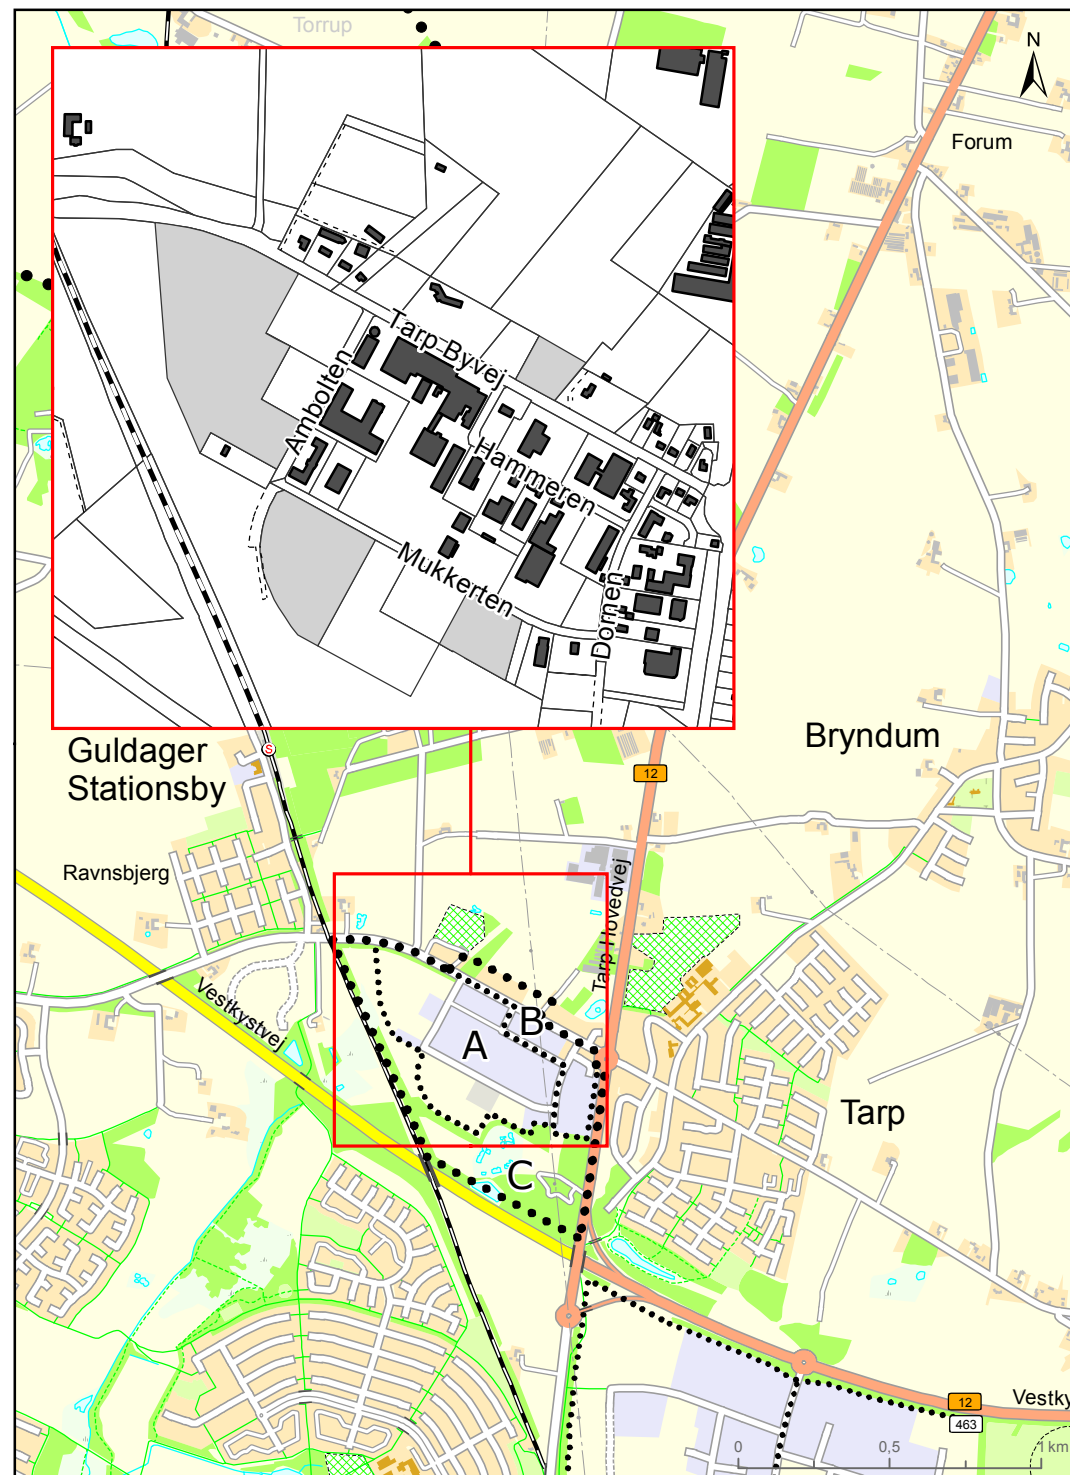 Torrup
N
Forum
Tarp Byvej
Ambolten
Hammeren
Mukkerten
Dornen
S
Guldager
Stationsby
Bryndum
12
Ravnsbjerg
Tarp Hovedvej
Vestkystvej
B
A
Tarp
C
12
463
Vestky
0
0,5
1 km